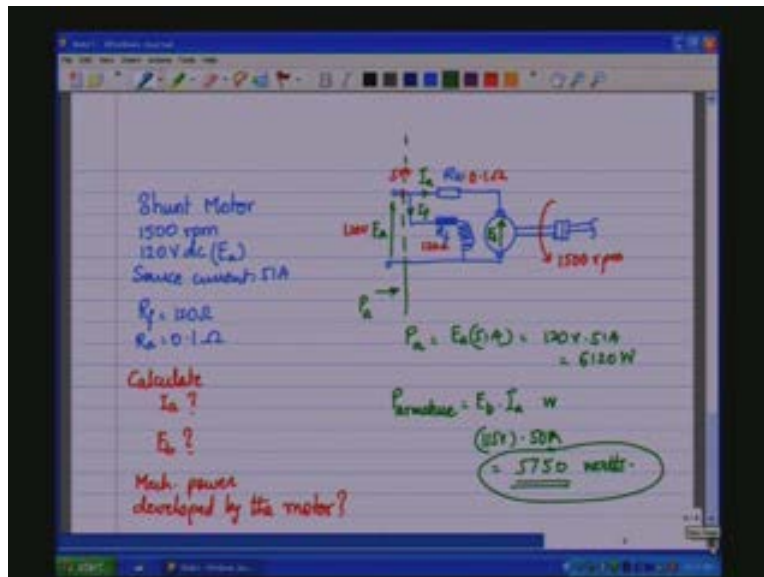 Shunt Motor
1500 rpm
120V dc (Ea)
Source current: 51A
Rf = 120Ω
Ra = 0.1Ω
Calculate
Ia ?
Eb ?
Mech. power
developed by the motor?
51A Ia Ra 0.1Ω
If
120V Ea Rf Eb
120Ω
1500 rpm
Pa
Pa = Ea(51A) = 120V. 51A
= 6120W
Parmature = Eb . Ia W
(115V) . 50A
= 5750 watts.